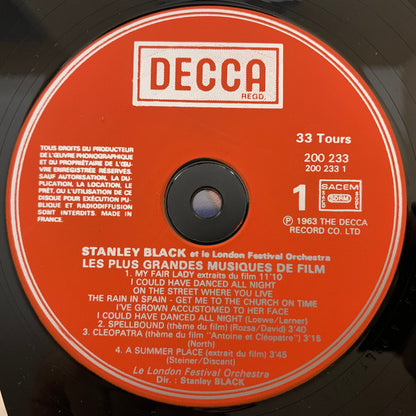 DECCA
REGD.
TOUS DROITS DU PRODUCTEUR
DE L'ŒUVRE PHONOGRAPHIQUE
ET DU PROPRIÉTAIRE DE L'ŒU-
VRE ENREGISTRÉE RÉSERVÉS.
SAUF AUTORISATION, LA DU-
PLICATION, LA LOCATION, LE
PRÊT, OU L'UTILISATION DE CE
DISQUE POUR EXÉCUTION PU-
BLIQUE ET RADIODIFFUSION
SONT INTERDITS. MADE IN
FRANCE.
33 Tours
200 233
200 233 1
1
SACEM
SDRM
SACD
SGDL
℗ 1963 THE DECCA
RECORD CO. LTD
STANLEY BLACK et le London Festival Orchestra
LES PLUS GRANDES MUSIQUES DE FILM
1. MY FAIR LADY extraits du film 11'10
I COULD HAVE DANCED ALL NIGHT
ON THE STREET WHERE YOU LIVE
THE RAIN IN SPAIN - GET ME TO THE CHURCH ON TIME
I'VE GROWN ACCUSTOMED TO HER FACE
I COULD HAVE DANCED ALL NIGHT (Loewe/Lerner)
2. SPELLBOUND (thème du film) (Rozsa/David) 3'40
3. CLEOPATRA (thème du film "Antoine et Cléopâtre") 3'15
(North)
4. A SUMMER PLACE (extrait du film) 3'45
(Steiner/Discant)
Le London Festival Orchestra
Dir. : Stanley BLACK